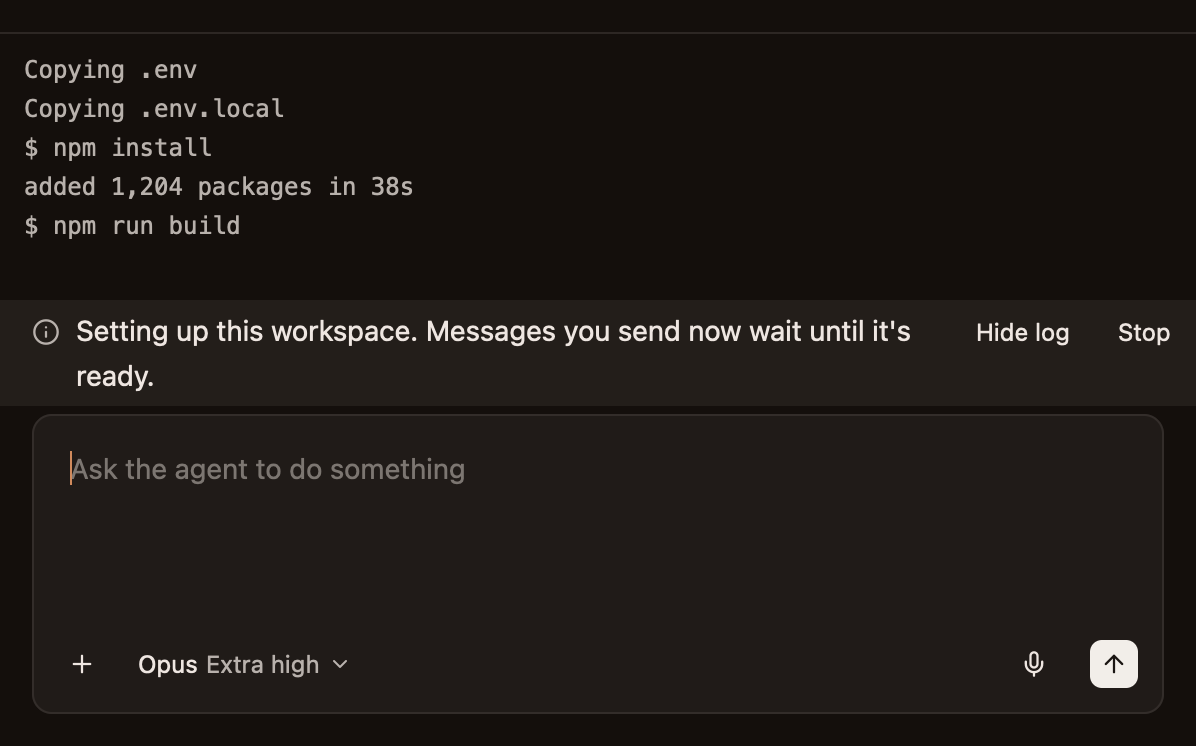 Copying .env
Copying .env.local
$ npm install
added 1,204 packages in 38s
$ npm run build
Setting up this workspace. Messages you send now wait until it's
ready.
Hide log
Stop
Ask the agent to do something
Opus Extra high